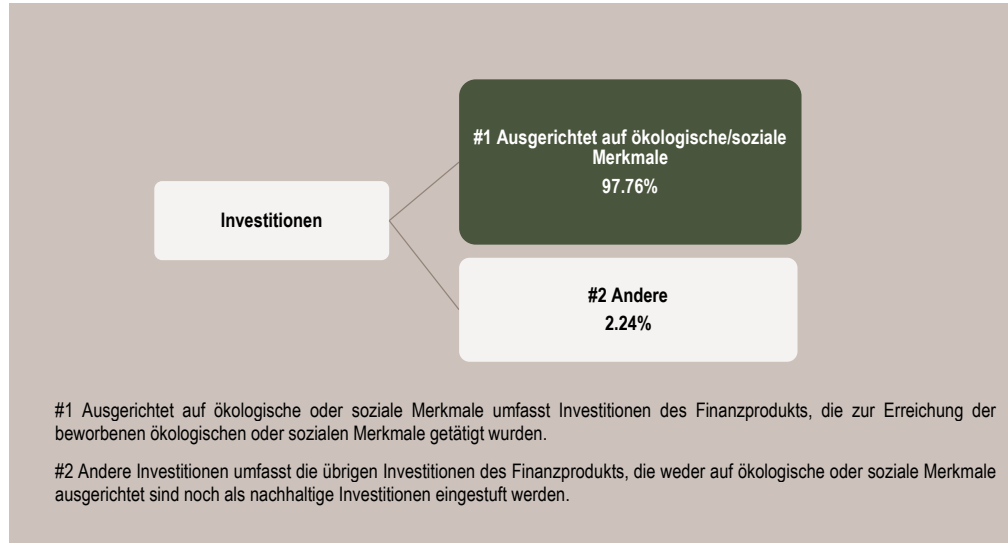 #1 Ausgerichtet auf ökologische/soziale
Merkmale
97.76%
Investitionen
#2 Andere
2.24%
#1 Ausgerichtet auf ökologische oder soziale Merkmale umfasst Investitionen des Finanzprodukts, die zur Erreichung der
beworbenen ökologischen oder sozialen Merkmale getätigt wurden.
#2 Andere Investitionen umfasst die übrigen Investitionen des Finanzprodukts, die weder auf ökologische oder soziale Merkmale
ausgerichtet sind noch als nachhaltige Investitionen eingestuft werden.